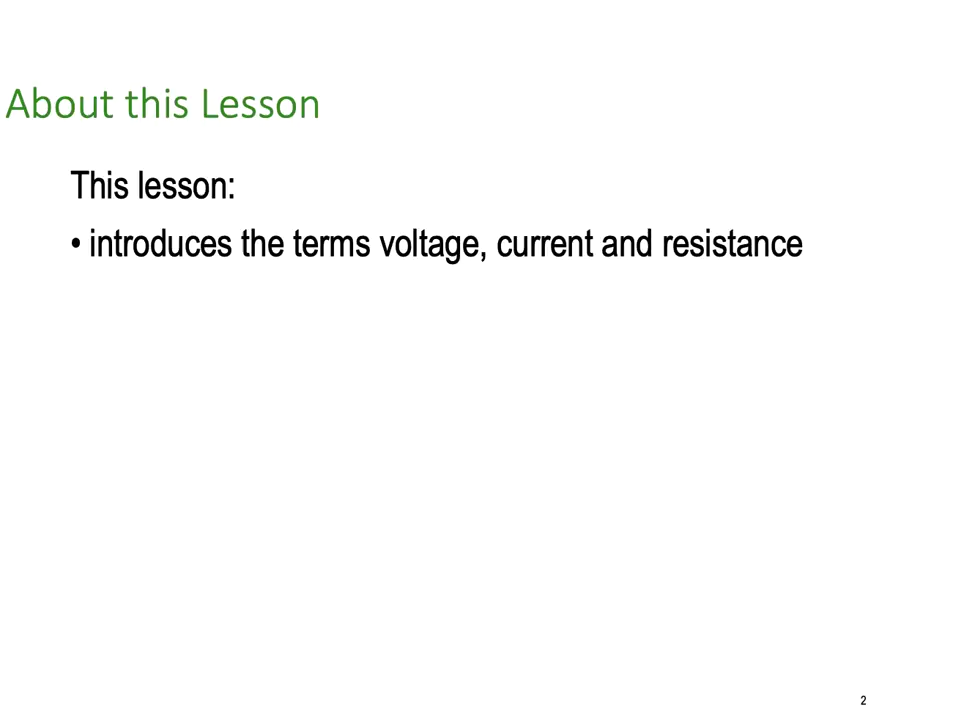 About this Lesson
This lesson:
• introduces the terms voltage, current and resistance
2